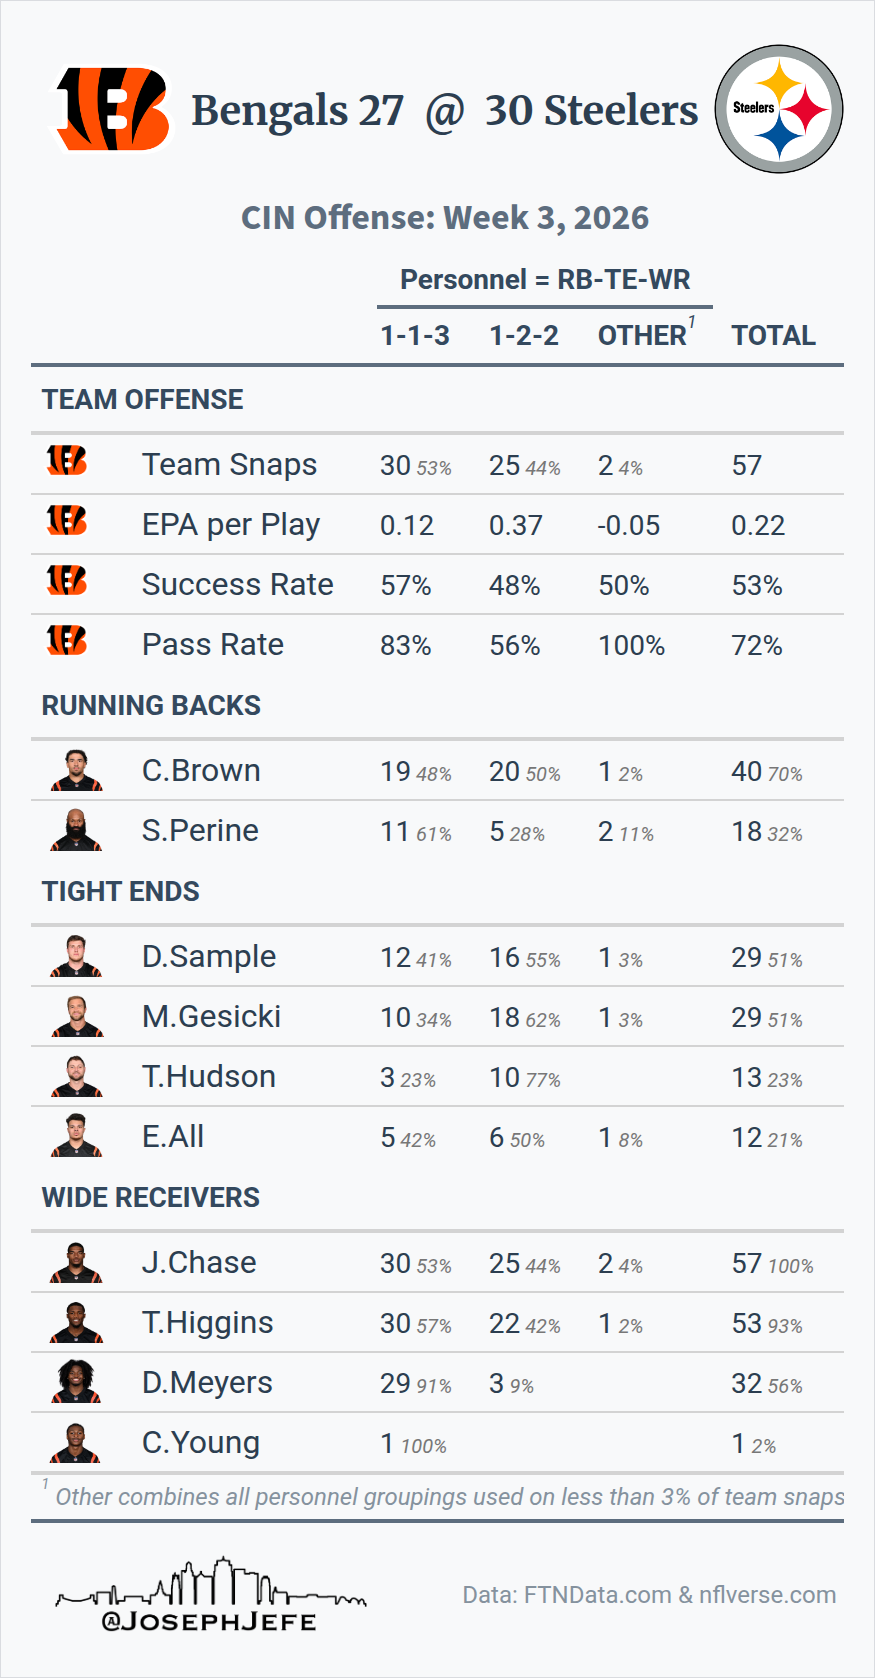 Bengals 27 @ 30 Steelers
Steelers
CIN Offense: Week 3, 2026
Personnel = RB-TE-WR
1-1-3 1-2-2 OTHER1 TOTAL
TEAM OFFENSE
Team Snaps 30 53% 25 44% 2 4% 57
EPA per Play 0.12 0.37 -0.05 0.22
Success Rate 57% 48% 50% 53%
Pass Rate 83% 56% 100% 72%
RUNNING BACKS
C.Brown 19 48% 20 50% 1 2% 40 70%
S.Perine 11 61% 5 28% 2 11% 18 32%
TIGHT ENDS
D.Sample 12 41% 16 55% 1 3% 29 51%
M.Gesicki 10 34% 18 62% 1 3% 29 51%
T.Hudson 3 23% 10 77% 13 23%
E.All 5 42% 6 50% 1 8% 12 21%
WIDE RECEIVERS
J.Chase 30 53% 25 44% 2 4% 57 100%
T.Higgins 30 57% 22 42% 1 2% 53 93%
D.Meyers 29 91% 3 9% 32 56%
C.Young 1 100% 1 2%
1 Other combines all personnel groupings used on less than 3% of team snaps
@JosephJefe
Data: FTNData.com & nflverse.com